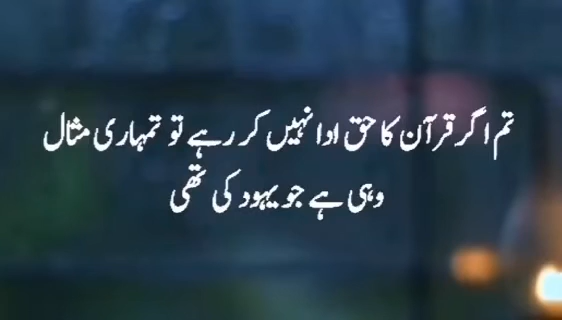 تم اگر قرآن کا حق ادا نہیں کر رہے تو تمہاری مثال
وہی ہے جو یہود کی تھی